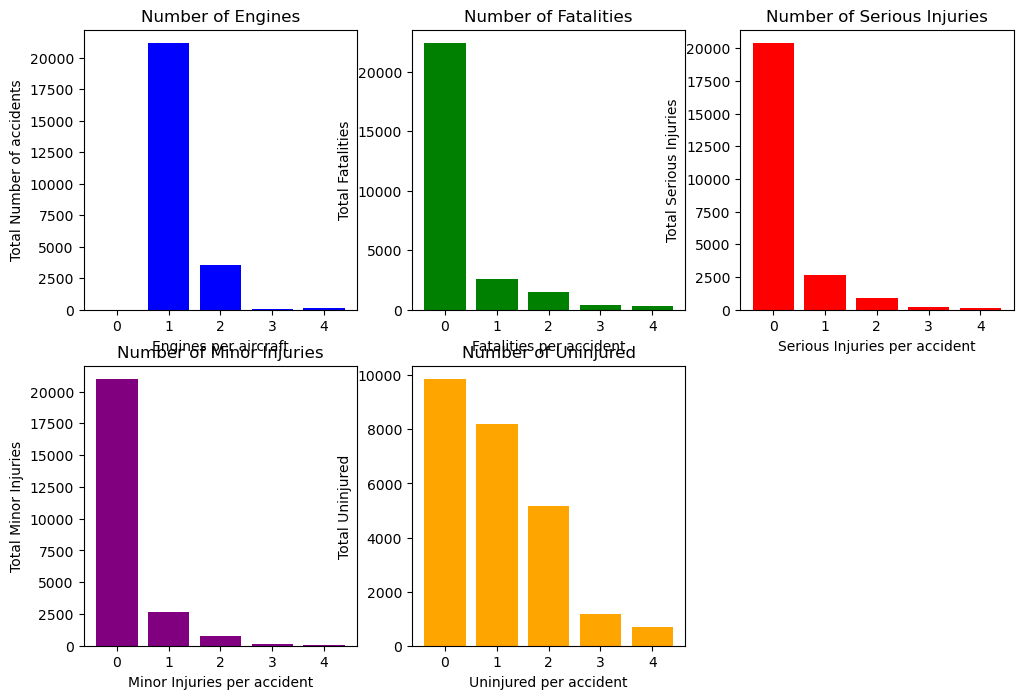 Number of Engines
Total Number of accidents
20000
17500
15000
12500
10000
7500
5000
2500
0
0 1 2 3 4
Engines per aircraft
Number of Fatalities
Total Fatalities
20000
15000
10000
5000
0
0 1 2 3 4
Fatalities per accident
Number of Serious Injuries
Total Serious Injuries
20000
17500
15000
12500
10000
7500
5000
2500
0
0 1 2 3 4
Serious Injuries per accident
Number of Minor Injuries
Total Minor Injuries
20000
17500
15000
12500
10000
7500
5000
2500
0
0 1 2 3 4
Minor Injuries per accident
Number of Uninjured
Total Uninjured
10000
8000
6000
4000
2000
0
0 1 2 3 4
Uninjured per accident